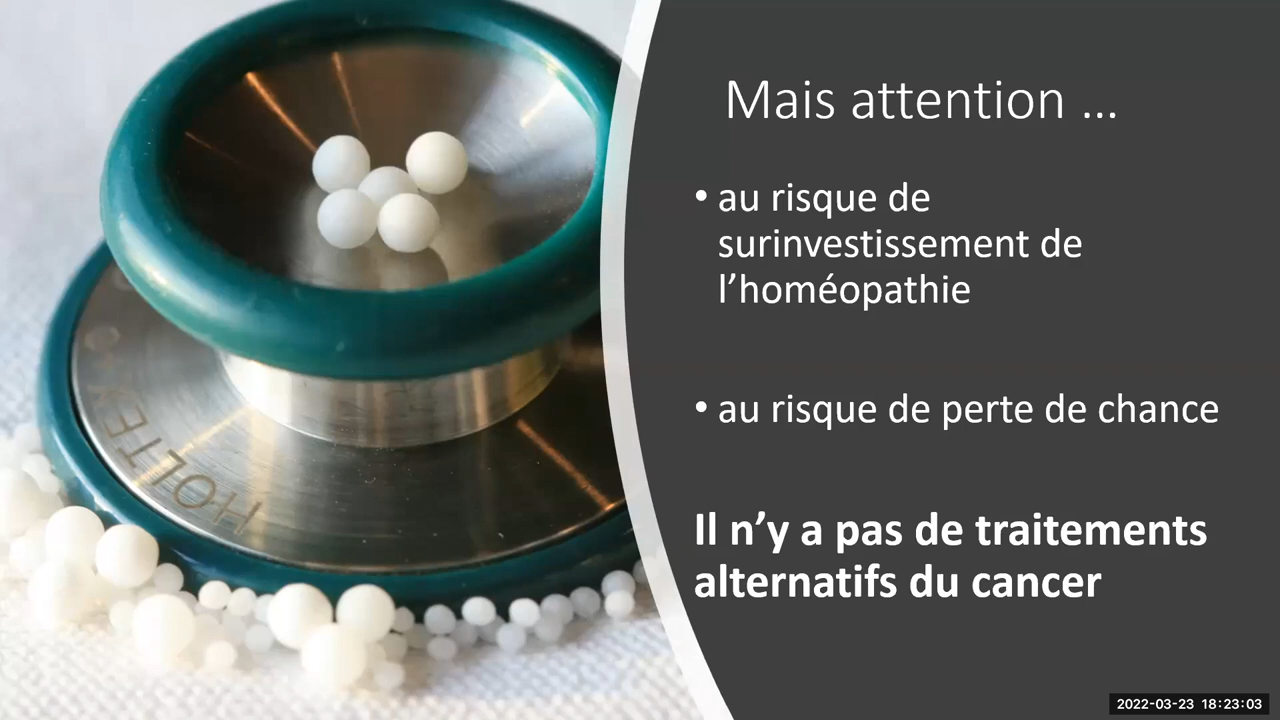 Mais attention ...
• au risque de
surinvestissement de
l’homéopathie
• au risque de perte de chance
Il n’y a pas de traitements
alternatifs du cancer
HOLTEX
2022-03-23 18:23:03